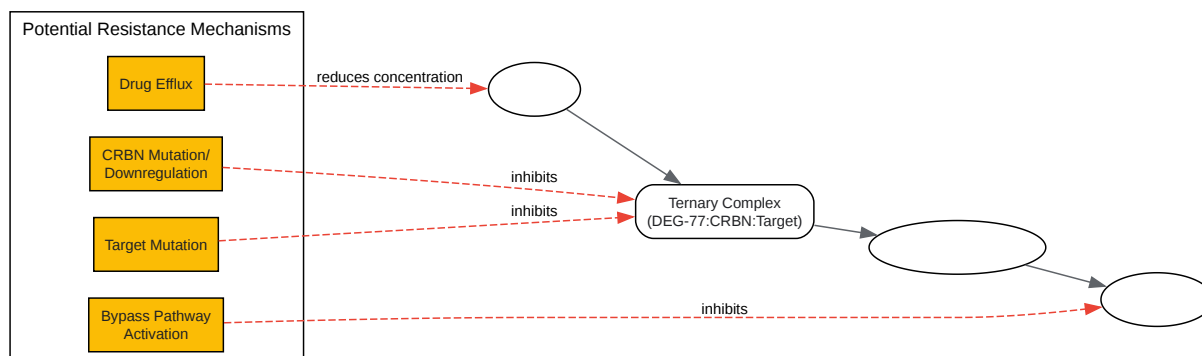 Potential Resistance Mechanisms
Drug Efflux
reduces concentration
CRBN Mutation/
Downregulation
inhibits
Ternary Complex
(DEG-77:CRBN:Target)
Target Mutation
inhibits
Bypass Pathway
Activation
inhibits